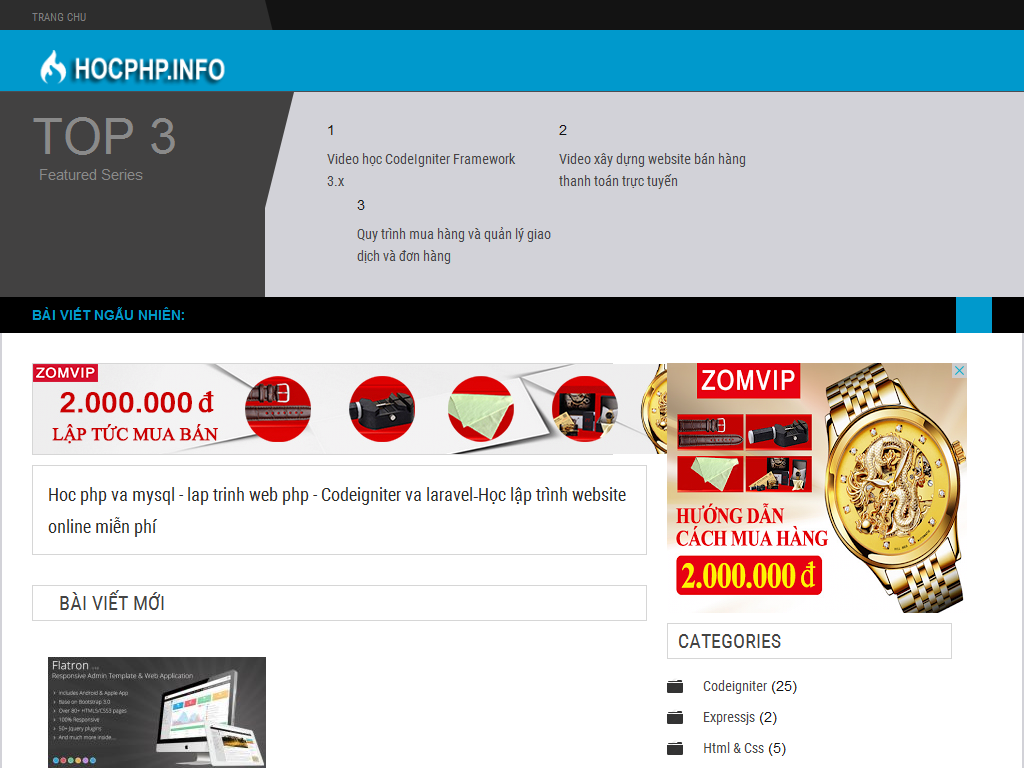 TRANG CHU
HOCPHP.INFO
TOP 3
Featured Series
1
Video học CodeIgniter Framework
3.x
2
Video xây dựng website bán hàng
thanh toán trực tuyến
3
Quy trình mua hàng và quản lý giao
dịch và đơn hàng
BÀI VIẾT NGẪU NHIÊN:
ZOMVIP
2.000.000 đ
LẬP TỨC MUA BÁN
ZOMVIP
HƯỚNG DẪN
CÁCH MUA HÀNG
2.000.000 đ
Hoc php va mysql - lap trinh web php - Codeigniter va laravel-Học lập trình website
online miễn phí
BÀI VIẾT MỚI
Flatron
Responsive Admin Template & Web Application
Includes Android & Apple App
Base on Bootstrap 3.0
Over 80+ HTML5/CSS3 pages
100% Responsive
50+ jquery plugins
And much more inside...
CATEGORIES
Codeigniter (25)
Expressjs (2)
Html & Css (5)